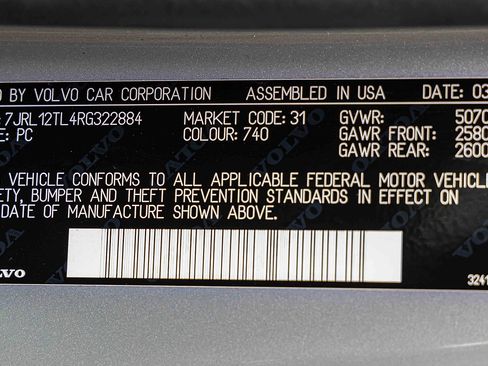 D BY VOLVO CAR CORPORATION ASSEMBLED IN USA DATE: 03
: 7JRL12TL4RG322884 MARKET CODE: 31 GVWR: 5070
E: PC COLOUR: 740 GAWR FRONT: 2580
GAWR REAR: 2600
VEHICLE CONFORMS TO ALL APPLICABLE FEDERAL MOTOR VEHICLE
ETY, BUMPER AND THEFT PREVENTION STANDARDS IN EFFECT ON
DATE OF MANUFACTURE SHOWN ABOVE.
OLVO 3241